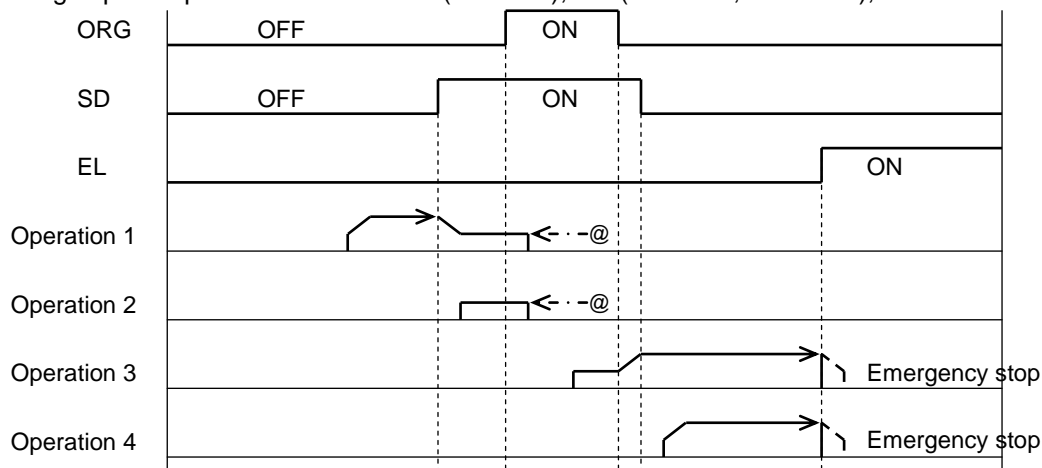 ORG OFF ON
SD OFF ON
EL ON
Operation 1 @
Operation 2 @
Operation 3 Emergency stop
Operation 4 Emergency stop